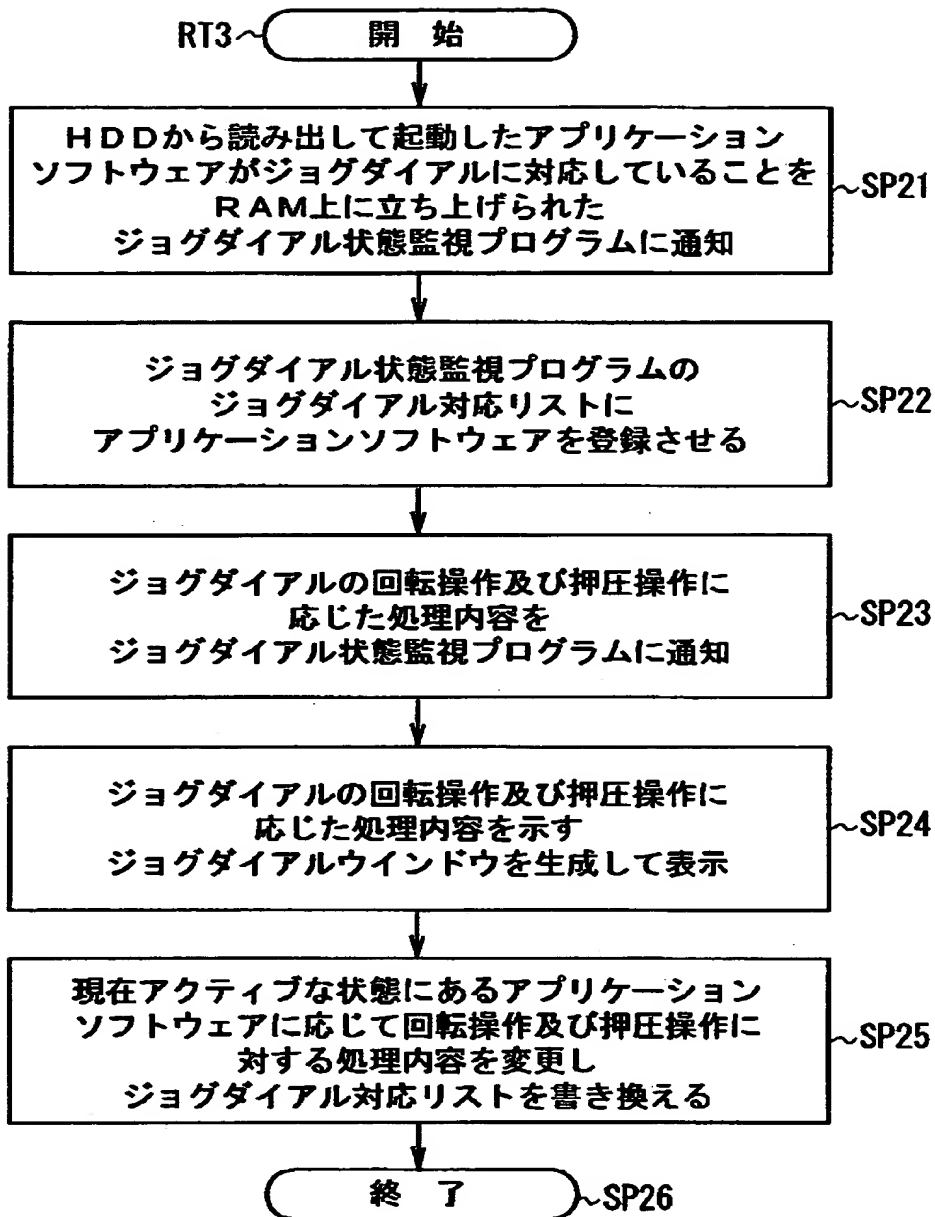 RT3~
開 始
HDDから読み出して起動したアプリケーション
ソフトウェアがジョグダイアルに対応していることを
RAM上に立ち上げられた
ジョグダイアル状態監視プログラムに通知
~SP21
ジョグダイアル状態監視プログラムの
ジョグダイアル対応リストに
アプリケーションソフトウェアを登録させる
~SP22
ジョグダイアルの回転操作及び押圧操作に
応じた処理内容を
ジョグダイアル状態監視プログラムに通知
~SP23
ジョグダイアルの回転操作及び押圧操作に
応じた処理内容を示す
ジョグダイアルウインドウを生成して表示
~SP24
現在アクティブな状態にあるアプリケーション
ソフトウェアに応じて回転操作及び押圧操作に
対する処理内容を変更し
ジョグダイアル対応リストを書き換える
~SP25
終 了
~SP26